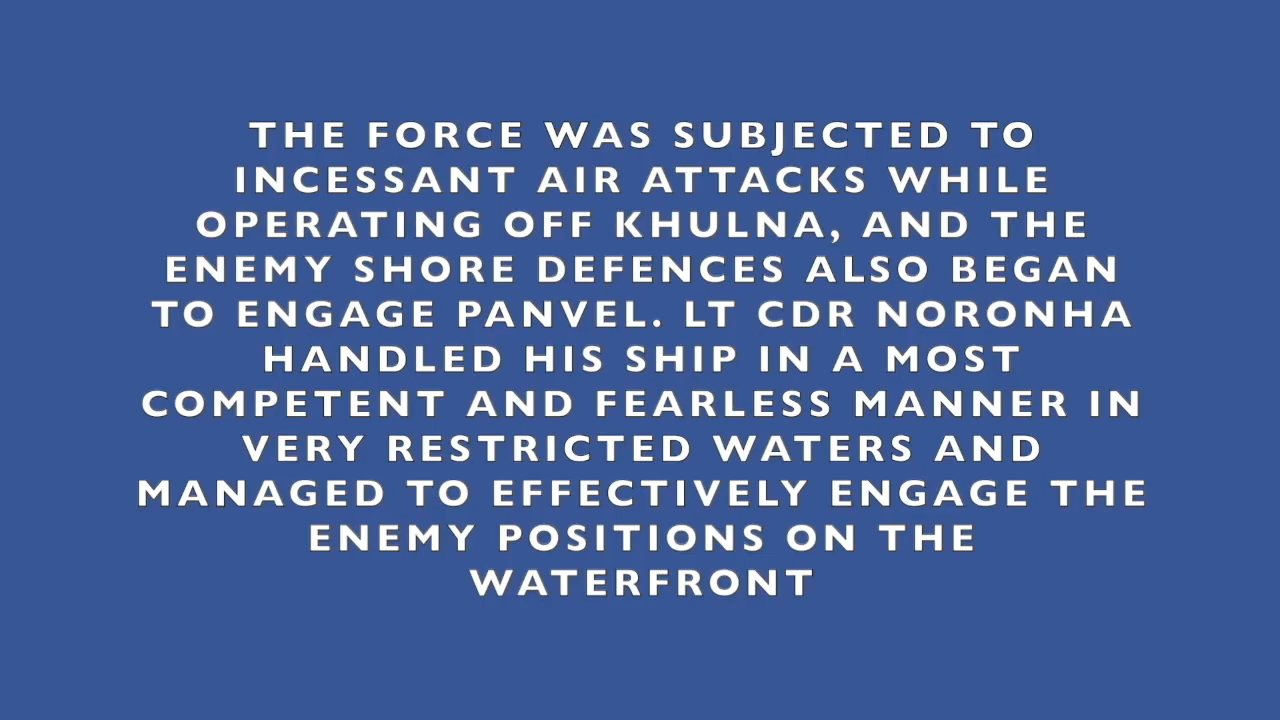 THE FORCE WAS SUBJECTED TO
INCESSANT AIR ATTACKS WHILE
OPERATING OFF KHULNA, AND THE
ENEMY SHORE DEFENCES ALSO BEGAN
TO ENGAGE PANVEL. LT CDR NORONHA
HANDLED HIS SHIP IN A MOST
COMPETENT AND FEARLESS MANNER IN
VERY RESTRICTED WATERS AND
MANAGED TO EFFECTIVELY ENGAGE THE
ENEMY POSITIONS ON THE
WATERFRONT